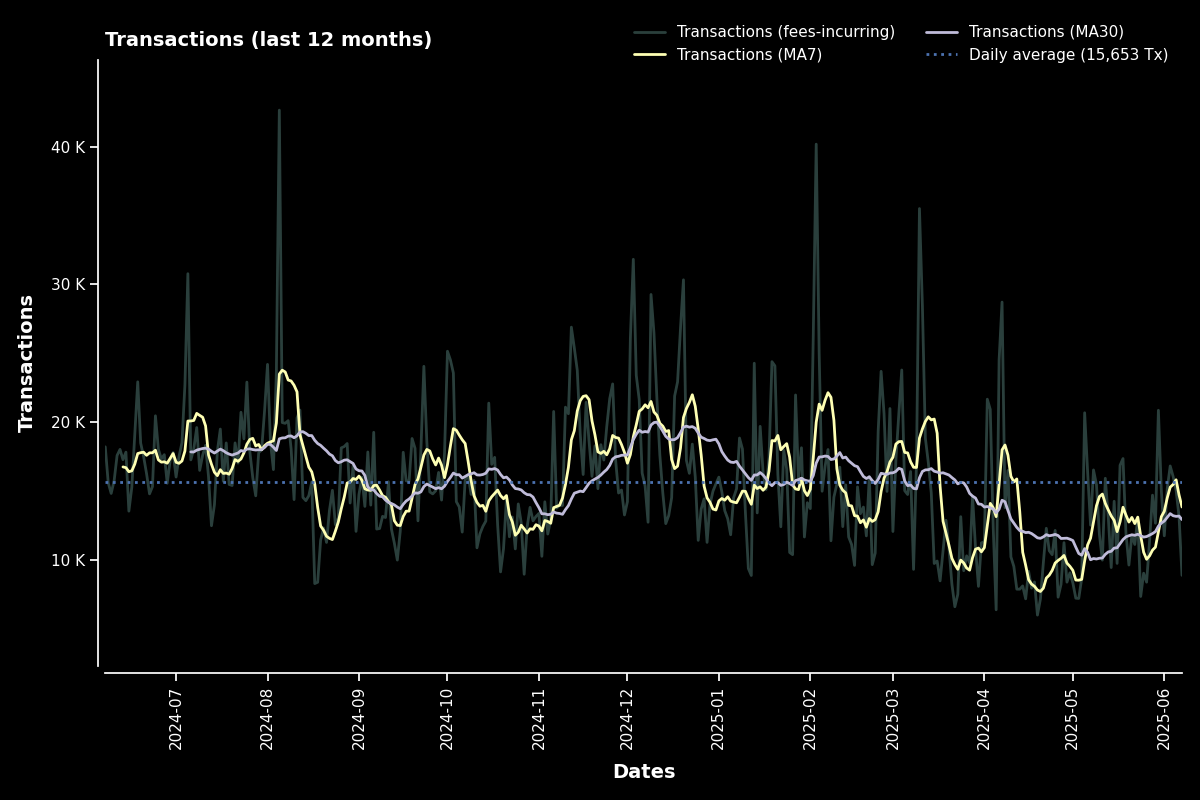 Transactions (last 12 months)
Transactions (fees-incurring)
Transactions (MA7)
Transactions (MA30)
Daily average (15,653 Tx)
Transactions
40 K
30 K
20 K
10 K
2024-07
2024-08
2024-09
2024-10
2024-11
2024-12
2025-01
2025-02
2025-03
2025-04
2025-05
2025-06
Dates